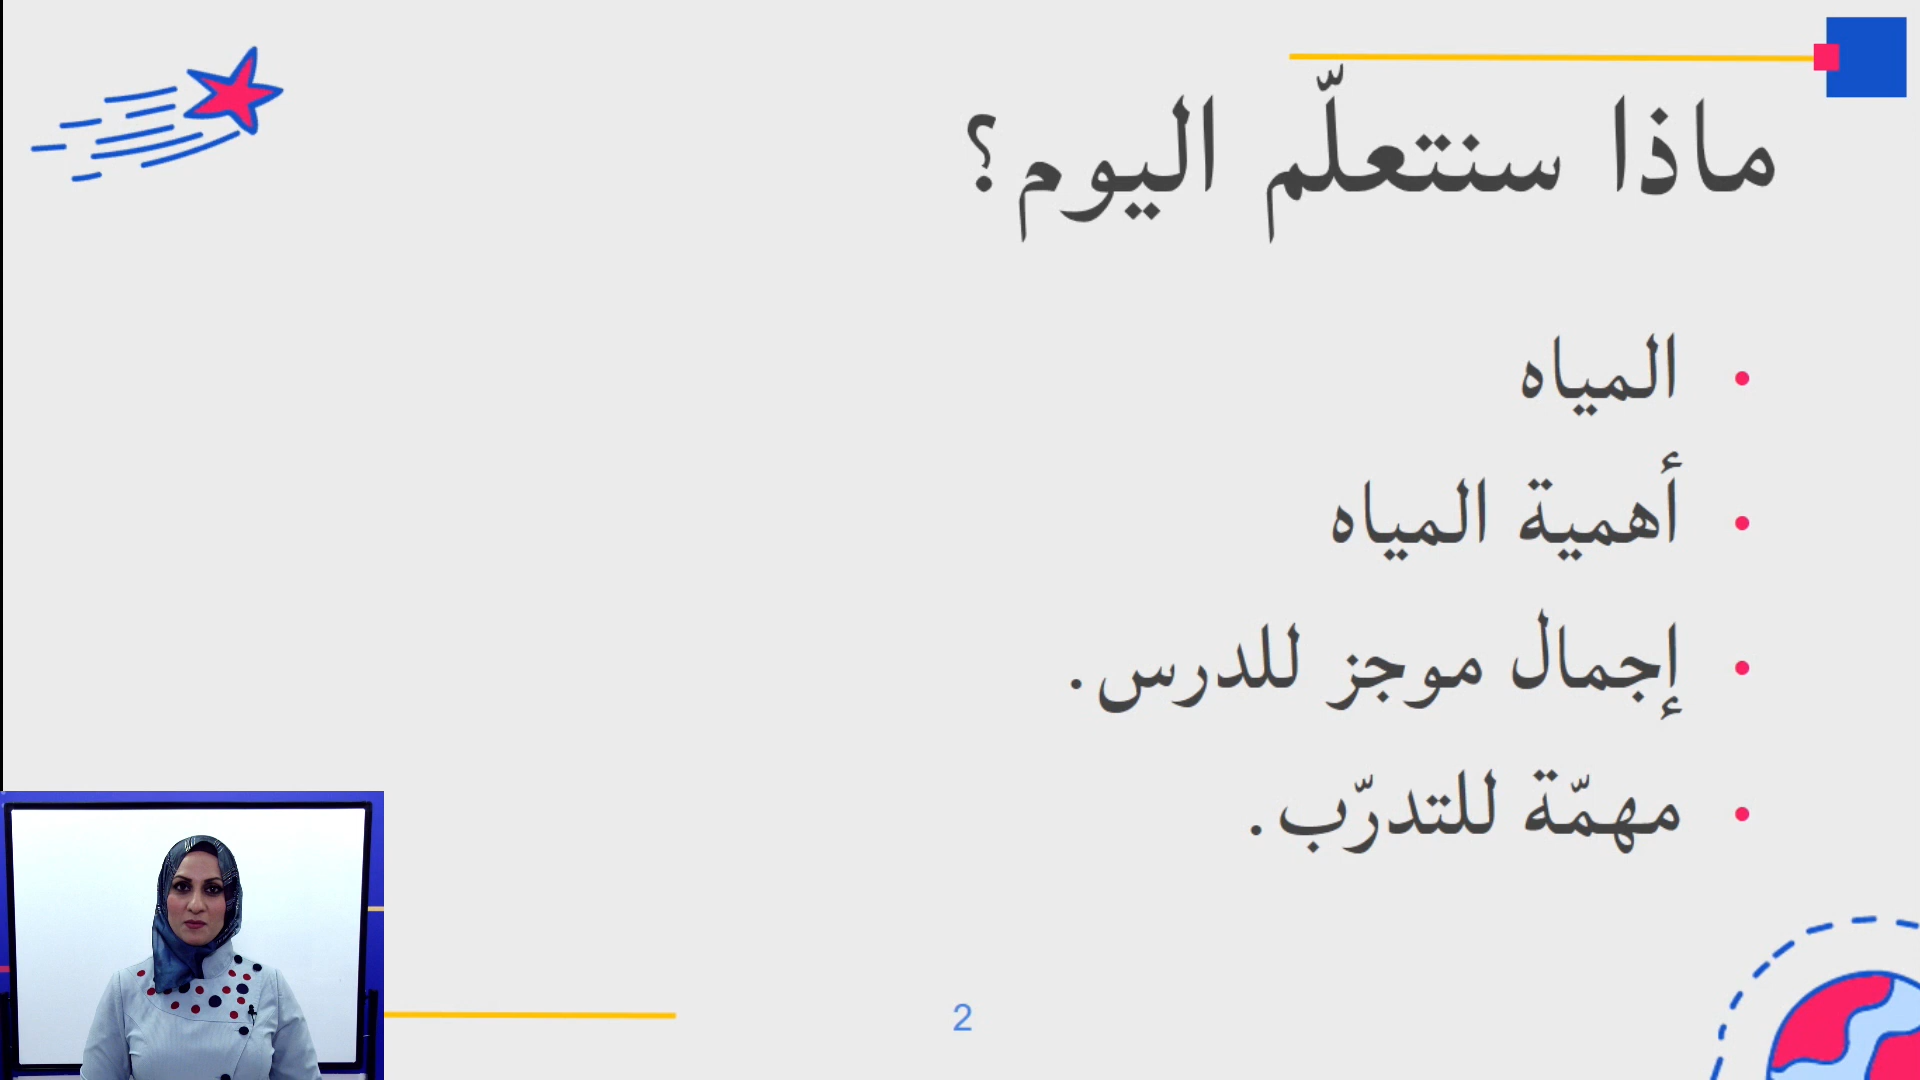 ماذا سنتعلّم اليوم؟
المياه
أهمية المياه
إجمال موجز للدرس.
مهمّة للتدرّب.
2